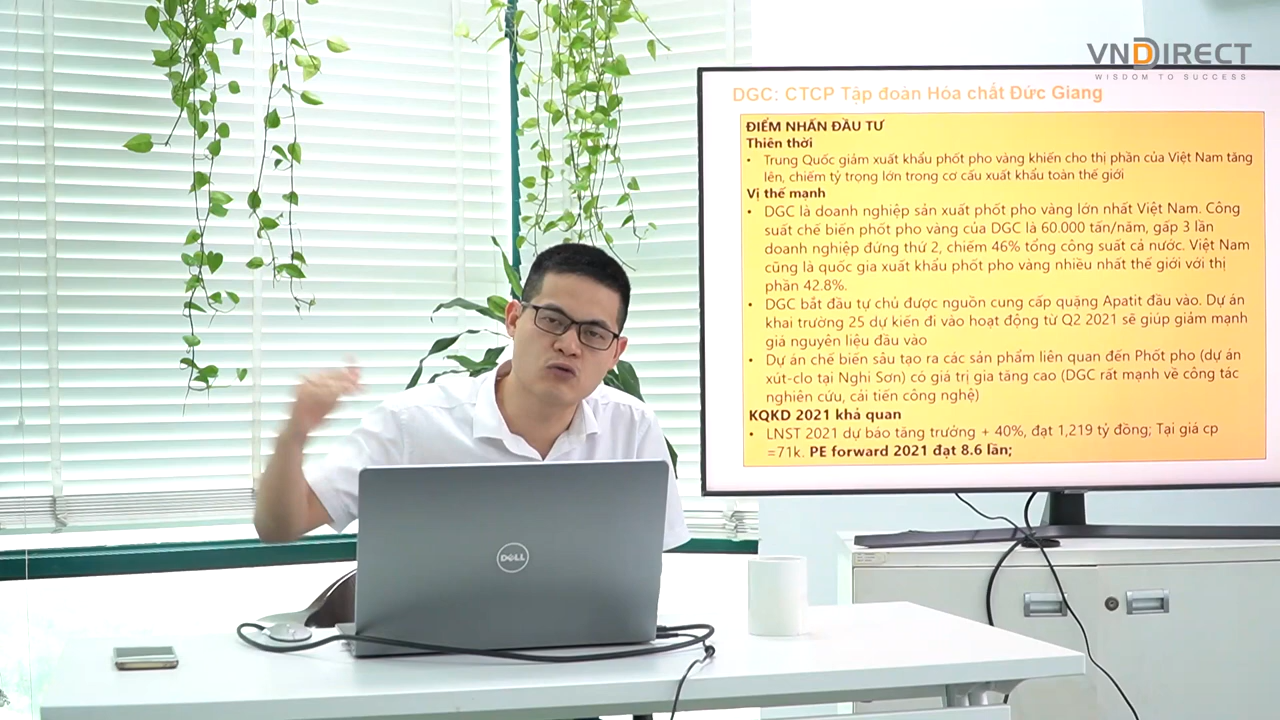 VNDIRECT
WISDOM TO SUCCESS
DGC: CTCP Tập đoàn Hóa chất Đức Giang
ĐIỂM NHẤN ĐẦU TƯ
Thiên thời
• Trung Quốc giảm xuất khẩu phốt pho vàng khiến cho thị phần của Việt Nam tăng
lên, chiếm tỷ trọng lớn trong cơ cấu xuất khẩu toàn thế giới
Vị thế mạnh
• DGC là doanh nghiệp sản xuất phốt pho vàng lớn nhất Việt Nam. Công
suất chế biến phốt pho vàng của DGC là 60.000 tấn/năm, gấp 3 lần
doanh nghiệp đứng thứ 2, chiếm 46% tổng công suất cả nước. Việt Nam
cũng là quốc gia xuất khẩu phốt pho vàng nhiều nhất thế giới với thị
phần 42.8%.
• DGC bắt đầu tự chủ được nguồn cung cấp quặng Apatit đầu vào. Dự án
khai trường 25 dự kiến đi vào hoạt động từ Q2 2021 sẽ giúp giảm mạnh
giá nguyên liệu đầu vào
• Dự án chế biến sâu tạo ra các sản phẩm liên quan đến Phốt pho (dự án
xút-clo tại Nghi Sơn) có giá trị gia tăng cao (DGC rất mạnh về công tác
nghiên cứu, cải tiến công nghệ)
KQKD 2021 khả quan
• LNST 2021 dự báo tăng trưởng + 40%, đạt 1,219 tỷ đồng; Tại giá cp
=71k. PE forward 2021 đạt 8.6 lần;
DELL